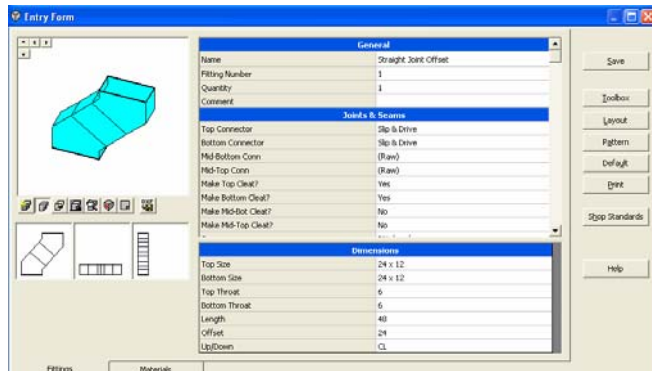 Entry Form
General
Name Straight Joint Offset
Fitting Number 1
Quantity 1
Comment
Joints & Seams
Top Connector Slip & Drive
Bottom Connector Slip & Drive
Mid-Bottom Conn (Raw)
Mid-Top Conn (Raw)
Make Top Cleat? Yes
Make Bottom Cleat? Yes
Make Mid-Bot Cleat? No
Make Mid-Top Cleat? No
Dimensions
Top Size 24 x 12
Bottom Size 24 x 12
Top Throat 6
Bottom Throat 6
Length 48
Offset 24
Up/Down CL
Save
Toolbox
Layout
Pattern
Default
Print
Shop Standards
Help
Fittings Materials